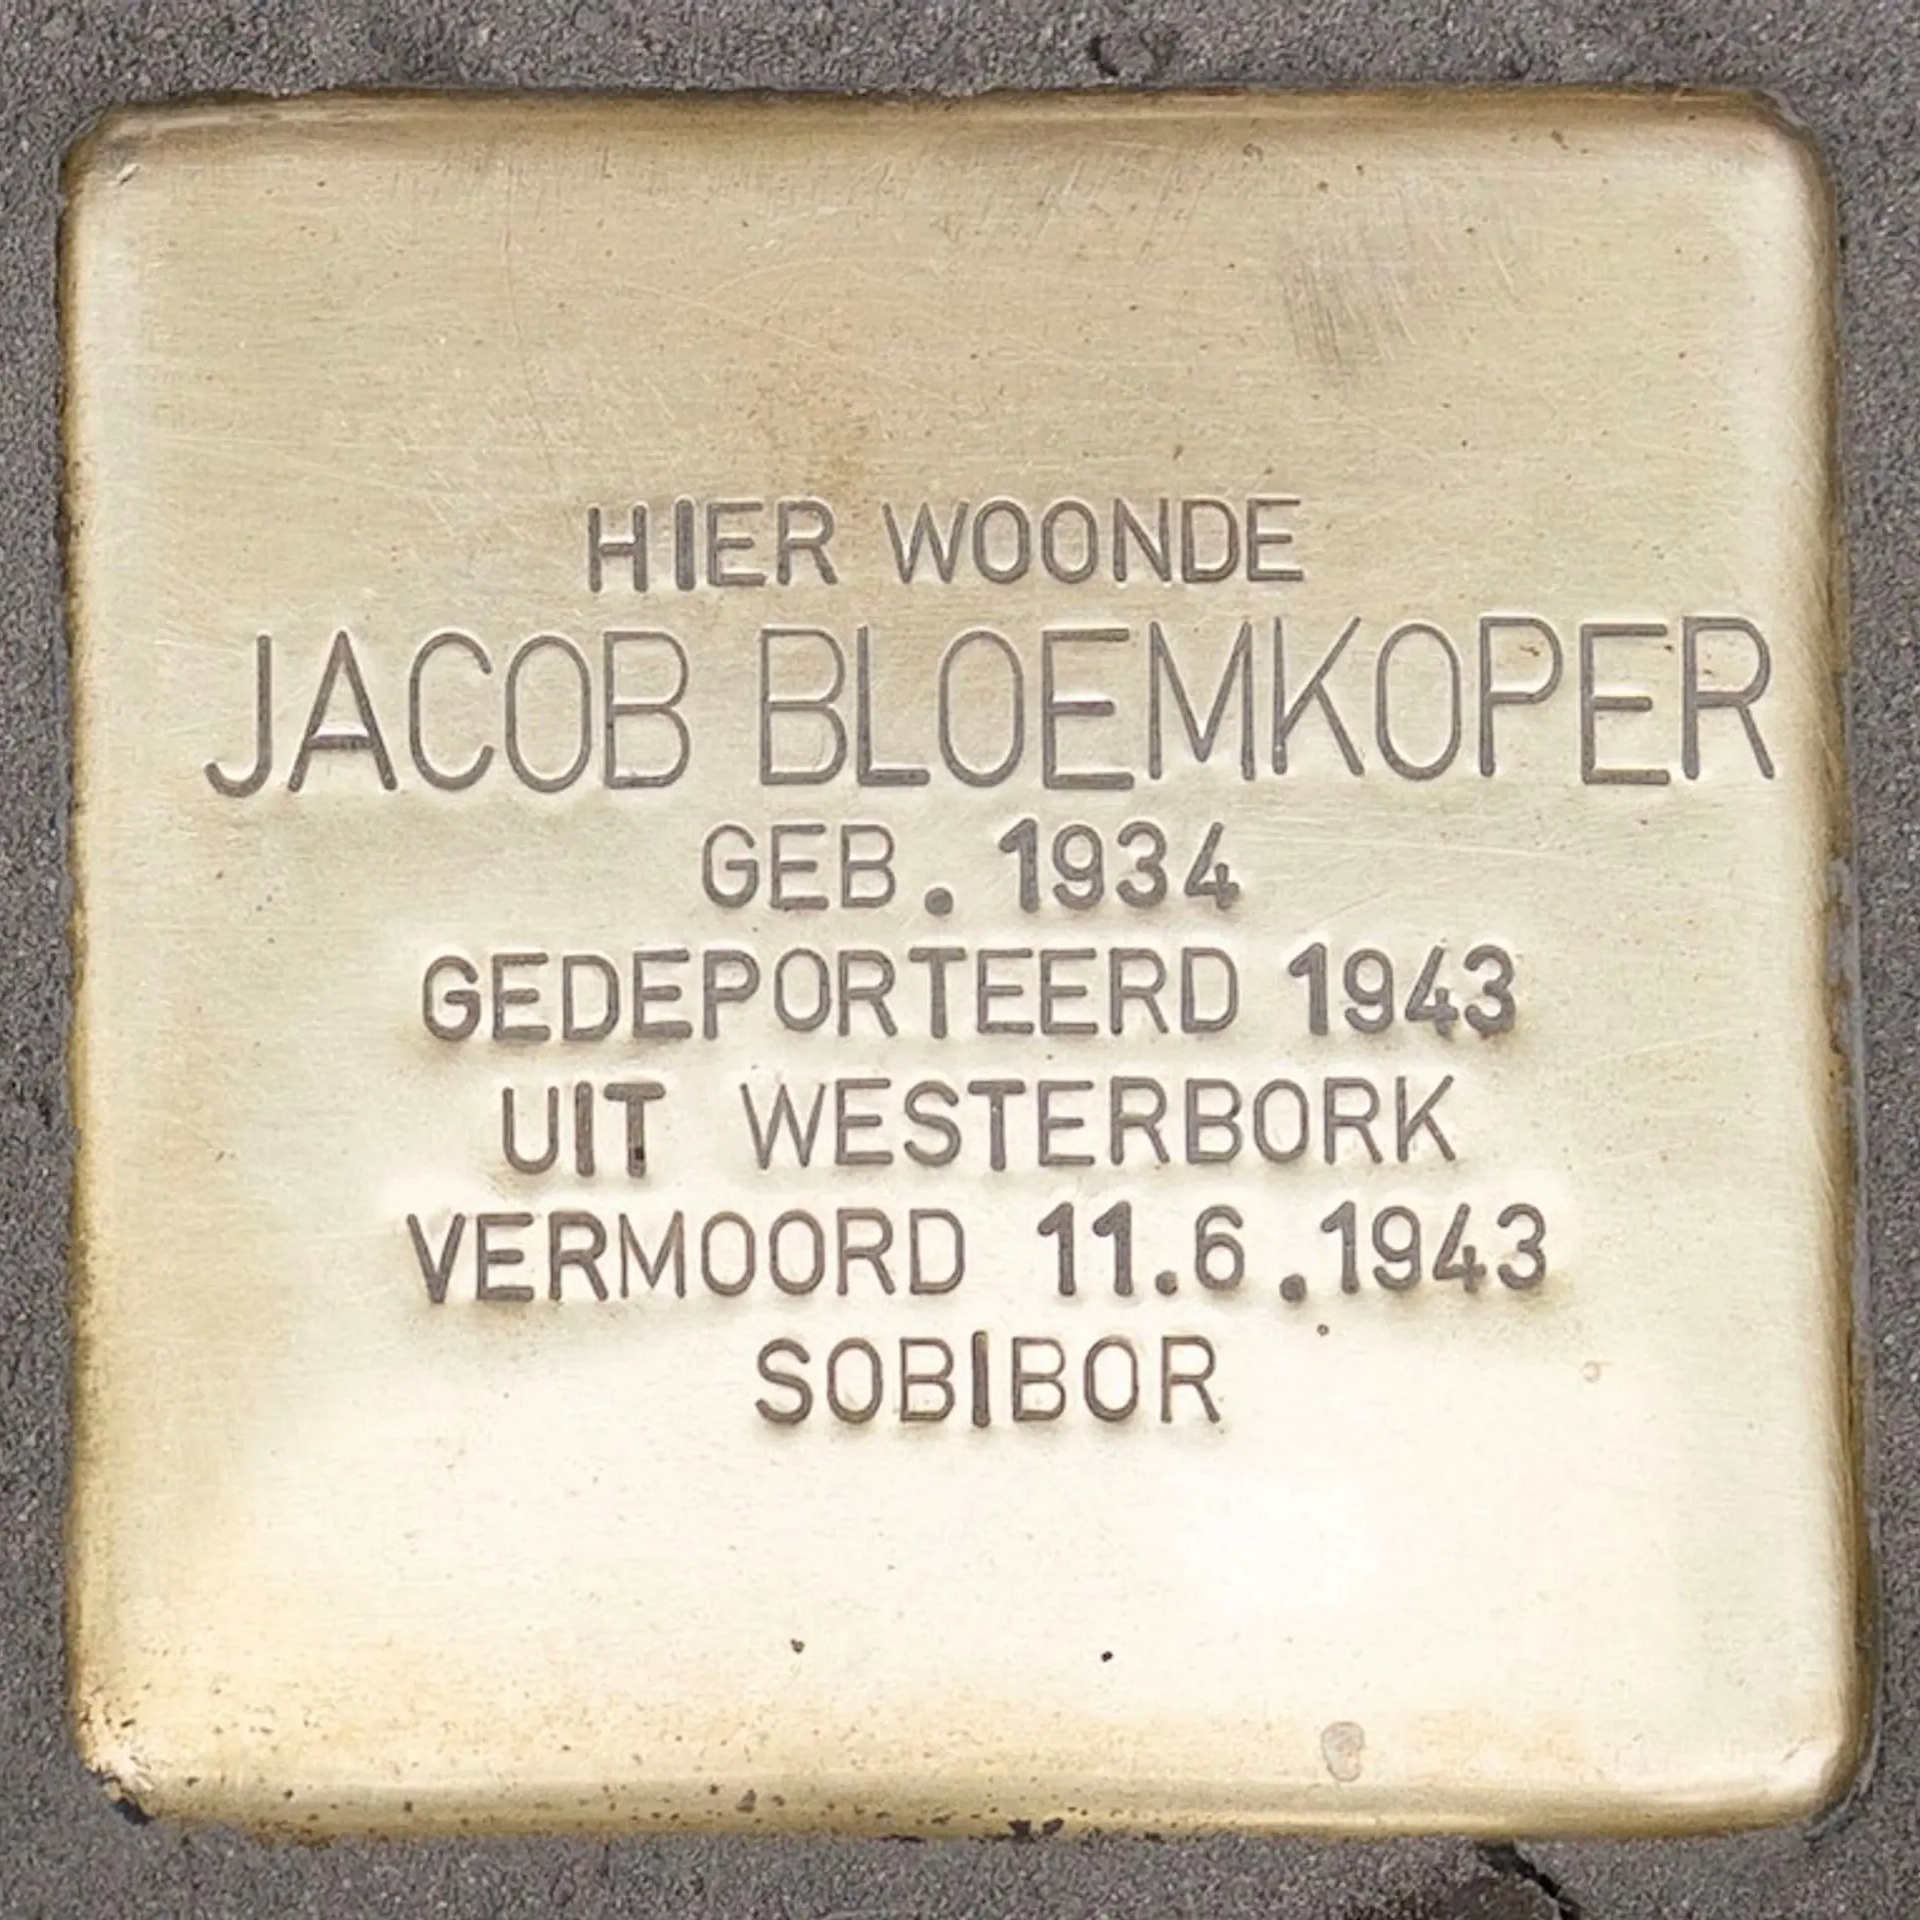 HIER WOONDE
JACOB BLOEMKOPER
GEB. 1934
GEDEPORTEERD 1943
UIT WESTERBORK
VERMOORD 11.6.1943
SOBIBOR